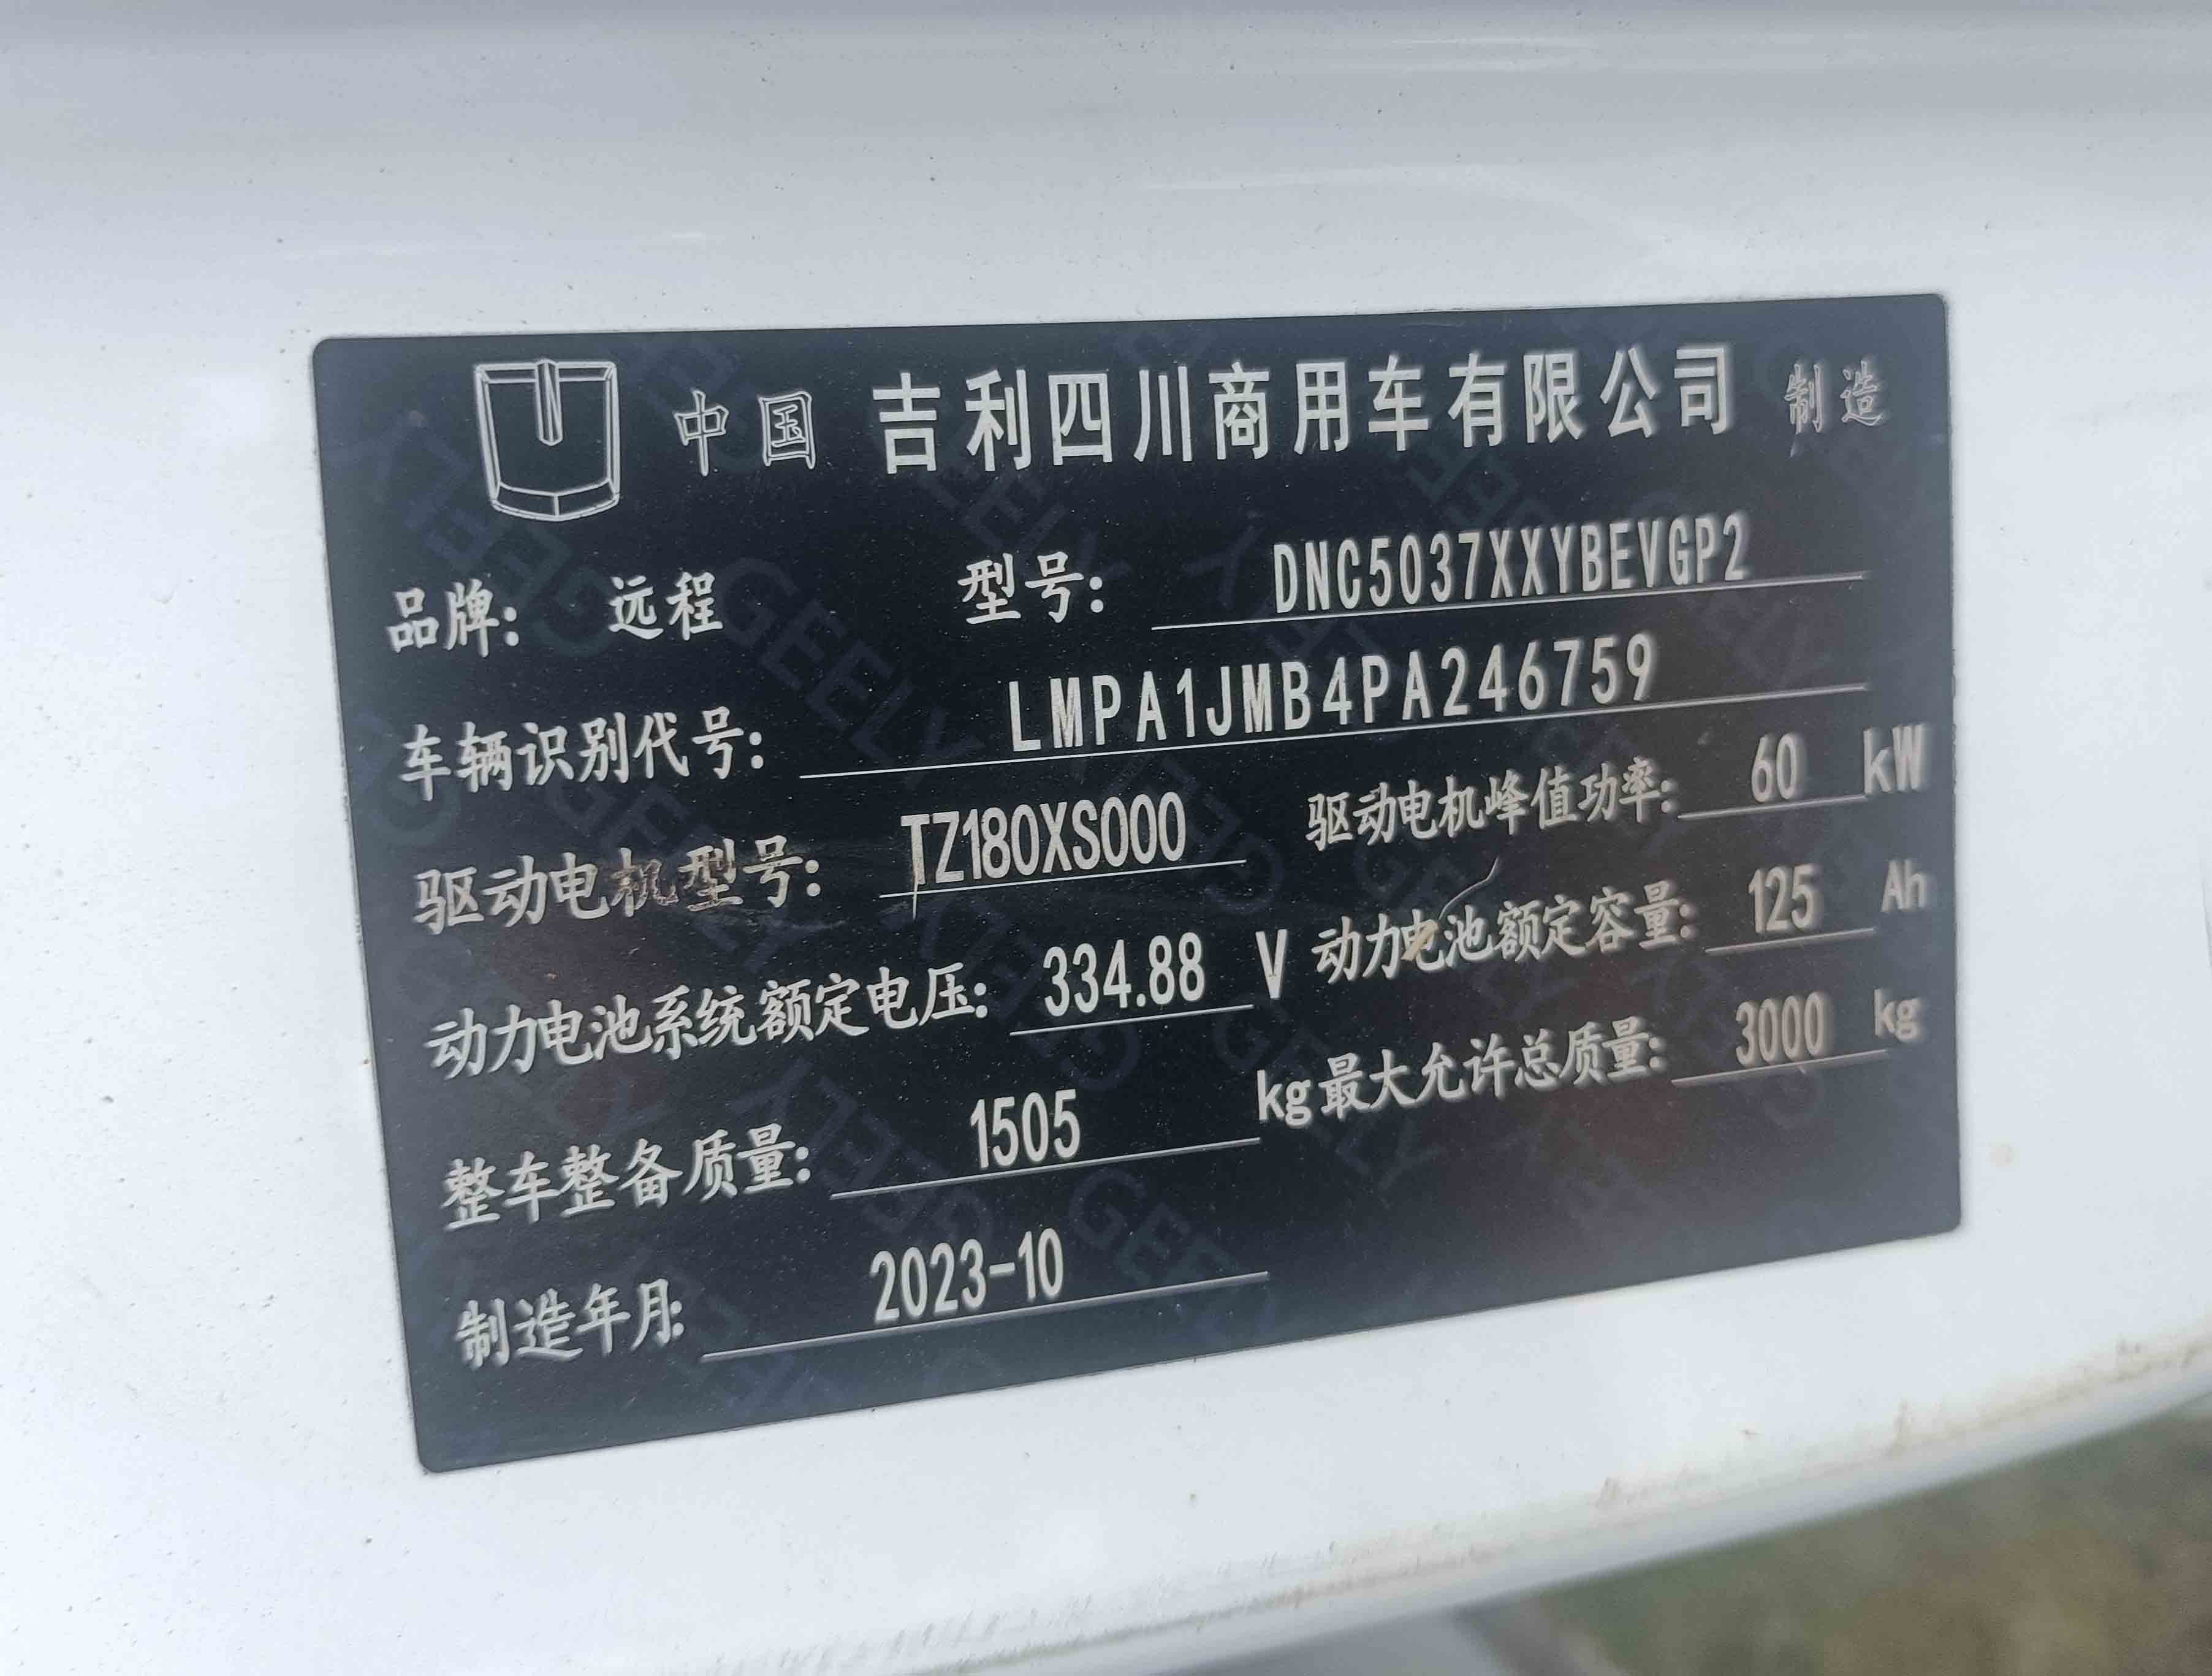 中国 吉利四川商用车有限公司 制造
品牌: 远程 型号: DNC5037XXYBEVGP2
车辆识别代号: LMPA1JMB4PA246759
驱动电机型号: TZ180XS000 驱动电机峰值功率: 60 kW
动力电池系统额定电压: 334.88 V 动力电池额定容量: 125 Ah
整车整备质量: 1505 kg 最大允许总质量: 3000 kg
制造年月: 2023-10